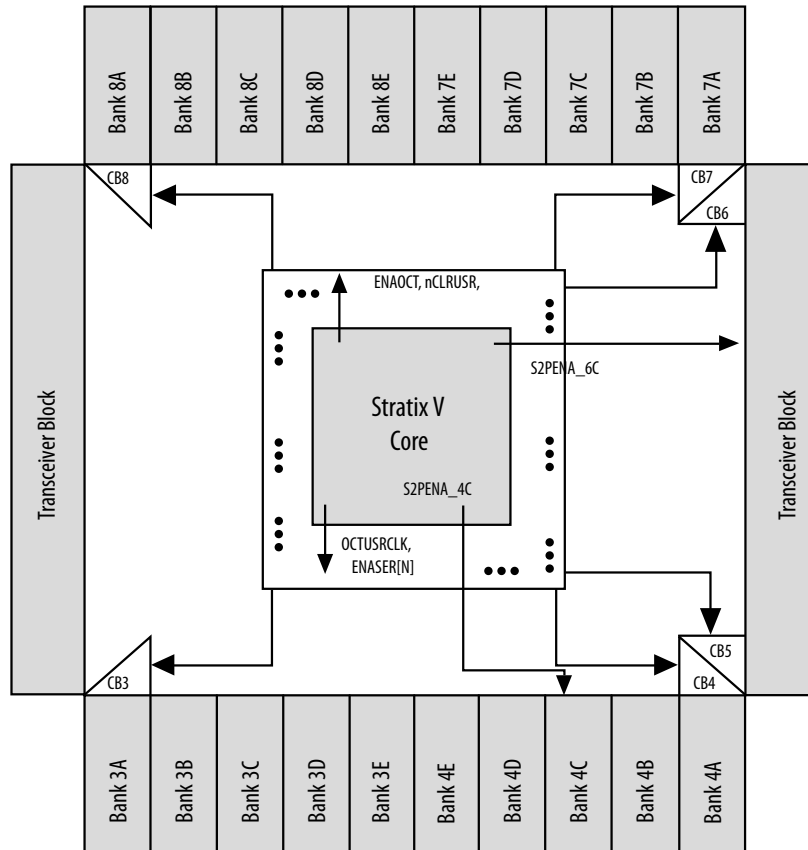 Bank 8A
Bank 8B
Bank 8C
Bank 8D
Bank 8E
Bank 7E
Bank 7D
Bank 7C
Bank 7B
Bank 7A
CB8
CB7
CB6
ENAOCT, nCLRUSR,
S2PENA_6C
Transceiver Block
Stratix V
Core
Transceiver Block
S2PENA_4C
OCTUSRCLK,
ENASER[N]
CB5
CB3
CB4
Bank 3A
Bank 3B
Bank 3C
Bank 3D
Bank 3E
Bank 4E
Bank 4D
Bank 4C
Bank 4B
Bank 4A